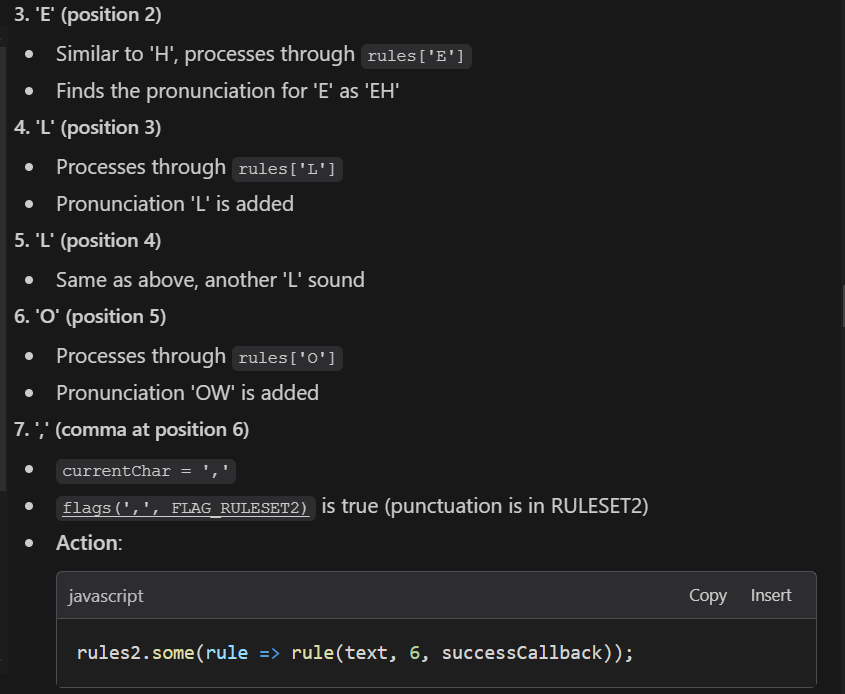 3. 'E' (position 2)
• Similar to 'H', processes through rules['E']
• Finds the pronunciation for 'E' as 'EH'
4. 'L' (position 3)
• Processes through rules['L']
• Pronunciation 'L' is added
5. 'L' (position 4)
• Same as above, another 'L' sound
6. 'O' (position 5)
• Processes through rules['O']
• Pronunciation 'OW' is added
7. ',' (comma at position 6)
• currentChar = ','
• flags(',', FLAG_RULESET2) is true (punctuation is in RULESET2)
• Action:
javascript Copy Insert
rules2.some(rule => rule(text, 6, successCallback));